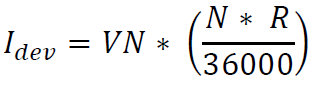 I_dev = VN * (N * R / 36000)